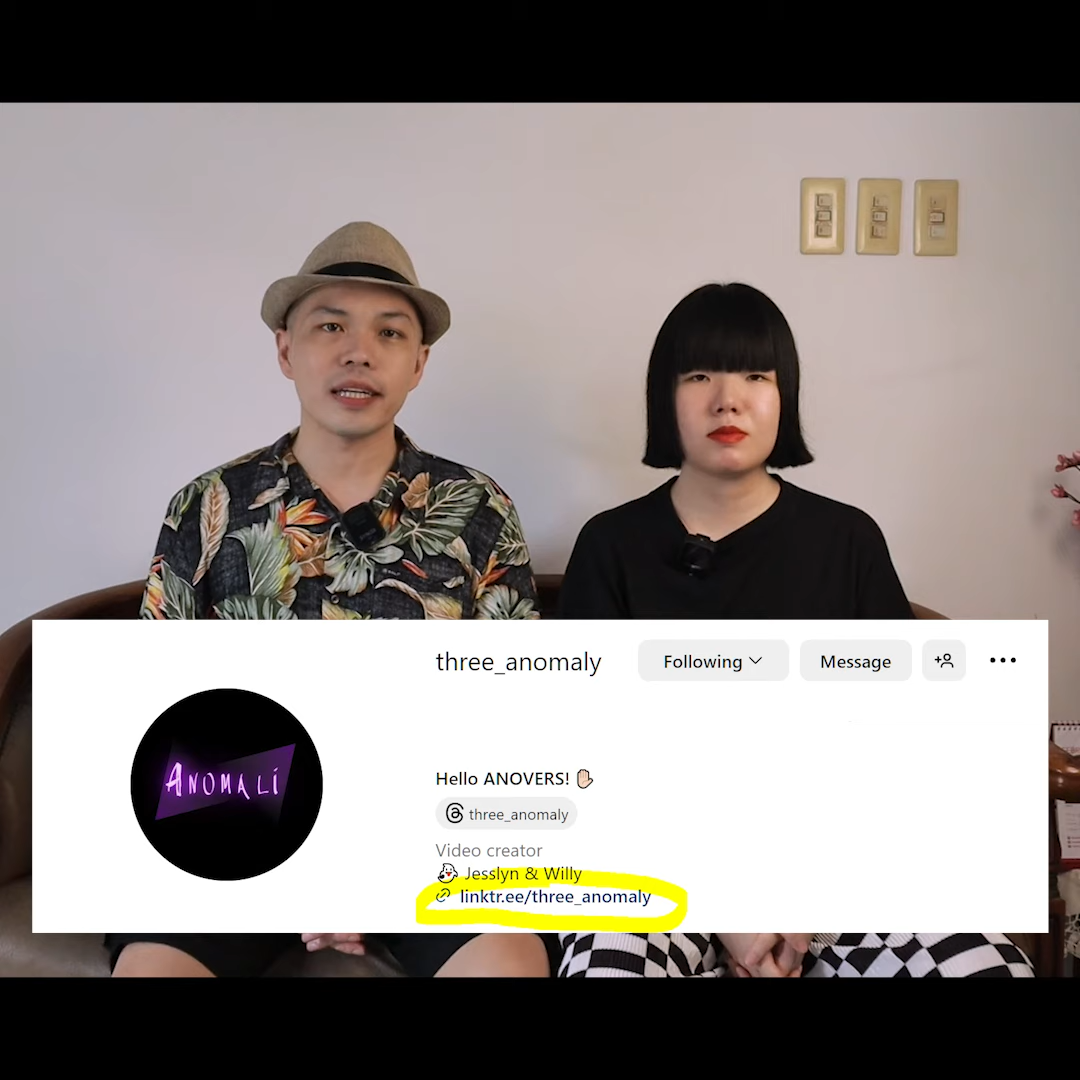 three_anomaly
Following
Message
ANOMALI
Hello ANOVERS! ✋🏻
three_anomaly
Video creator
Jesslyn & Willy
linktr.ee/three_anomaly